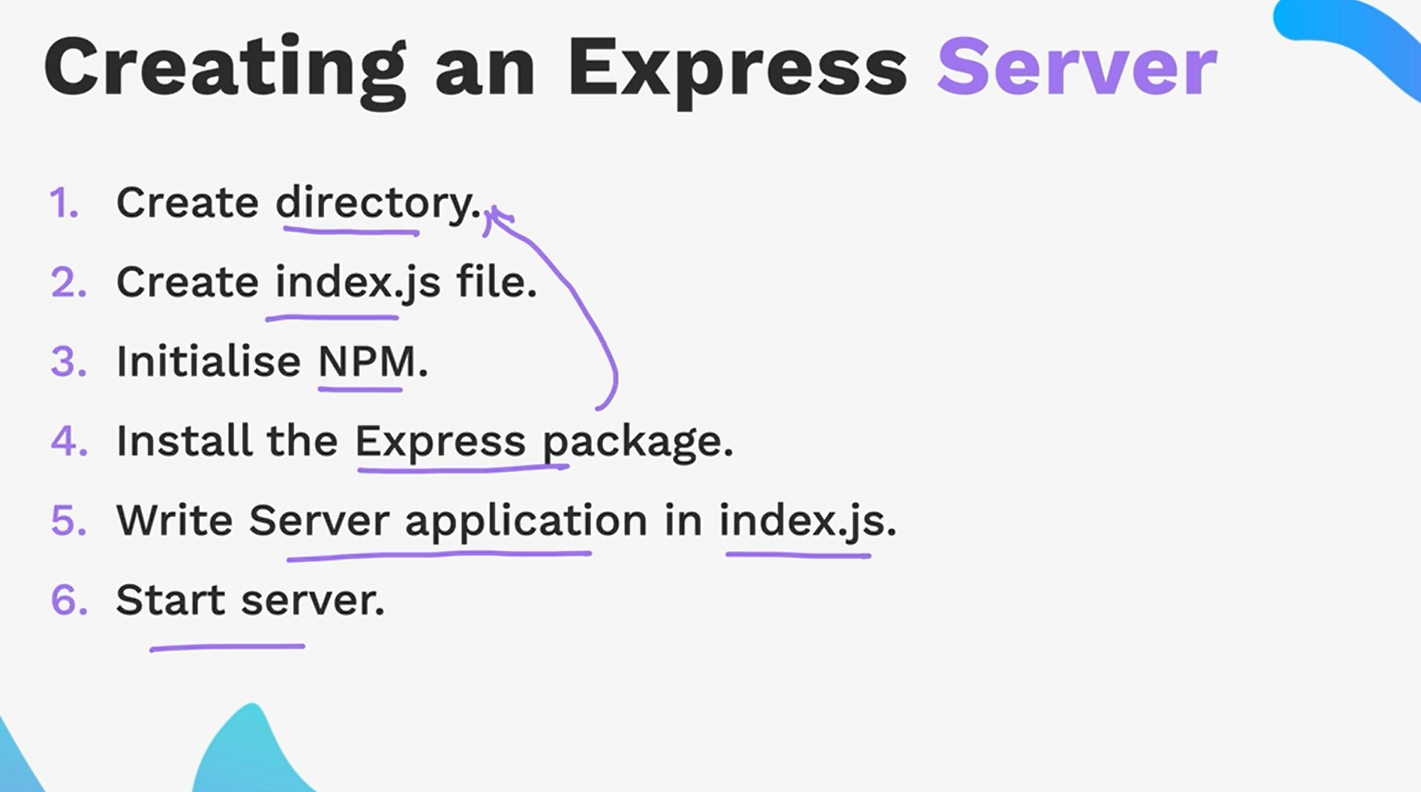 Creating an Express Server
1. Create directory.
2. Create index.js file.
3. Initialise NPM.
4. Install the Express package.
5. Write Server application in index.js.
6. Start server.